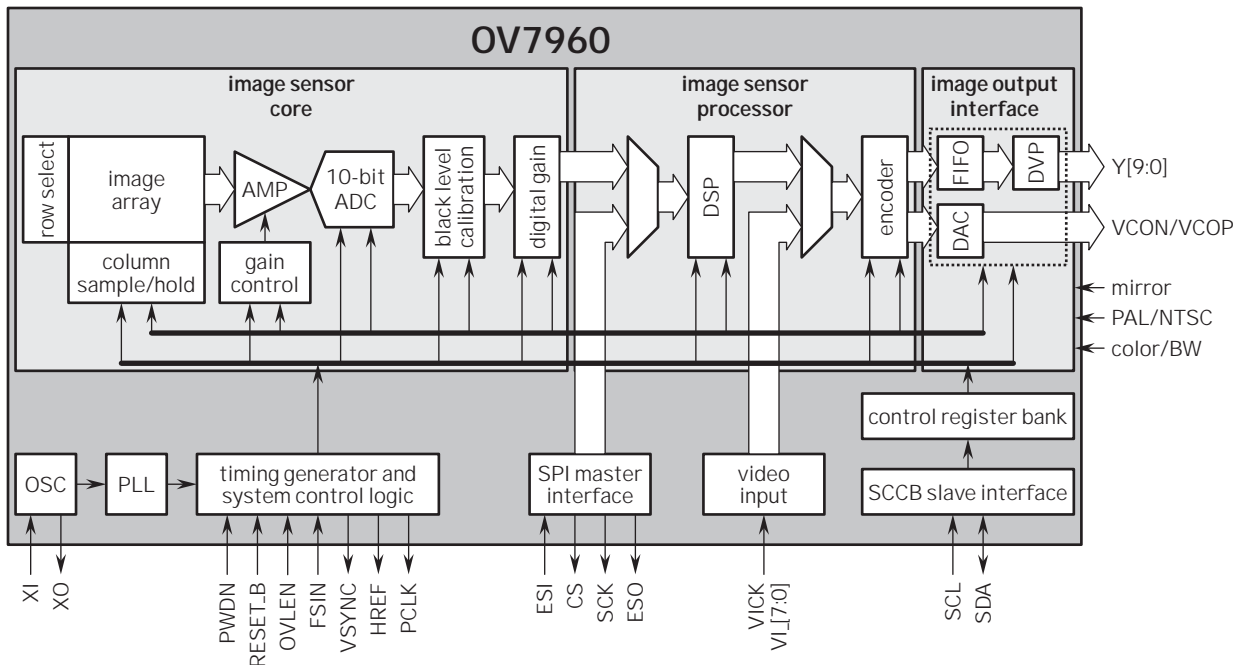 OV7960
image sensor
core
image sensor
processor
image output
interface
row select
image
array
AMP
10-bit
ADC
black level
calibration
digital gain
DSP
encoder
FIFO
DVP
Y[9:0]
DAC
VCON/VCOP
column
sample/hold
gain
control
mirror
PAL/NTSC
color/BW
control register bank
OSC
PLL
timing generator and
system control logic
SPI master
interface
video
input
SCCB slave interface
XI
XO
PWDN
RESET_B
OVLEN
FSIN
VSYNC
HREF
PCLK
ESI
CS
SCK
ESO
VICK
VI_[7:0]
SCL
SDA